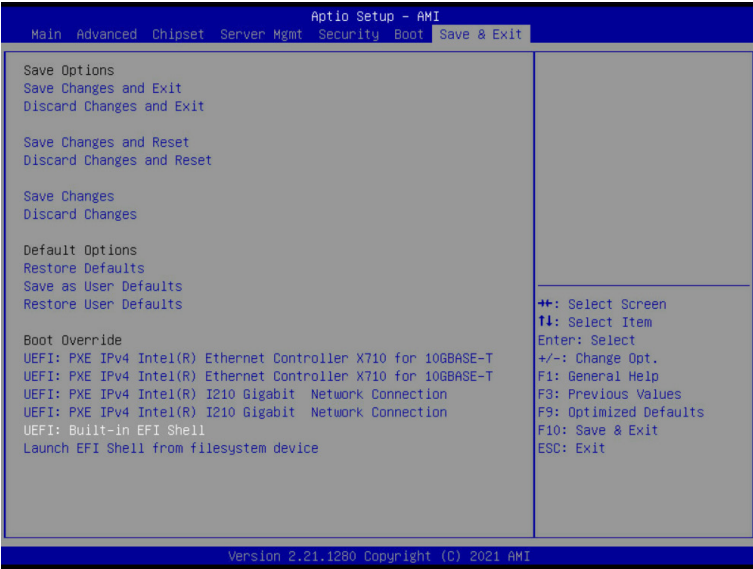 Aptio Setup - AMI
Main Advanced Chipset Server Mgmt Security Boot Save & Exit
Save Options
Save Changes and Exit
Discard Changes and Exit
Save Changes and Reset
Discard Changes and Reset
Save Changes
Discard Changes
Default Options
Restore Defaults
Save as User Defaults
Restore User Defaults
Boot Override
UEFI: PXE IPv4 Intel(R) Ethernet Controller X710 for 10GBASE-T
UEFI: PXE IPv4 Intel(R) Ethernet Controller X710 for 10GBASE-T
UEFI: PXE IPv4 Intel(R) I210 Gigabit  Network Connection
UEFI: PXE IPv4 Intel(R) I210 Gigabit  Network Connection
UEFI: Built-in EFI Shell
Launch EFI Shell from filesystem device
→←: Select Screen
↑↓: Select Item
Enter: Select
+/-: Change Opt.
F1: General Help
F3: Previous Values
F9: Optimized Defaults
F10: Save & Exit
ESC: Exit
Version 2.21.1280 Copyright (C) 2021 AMI